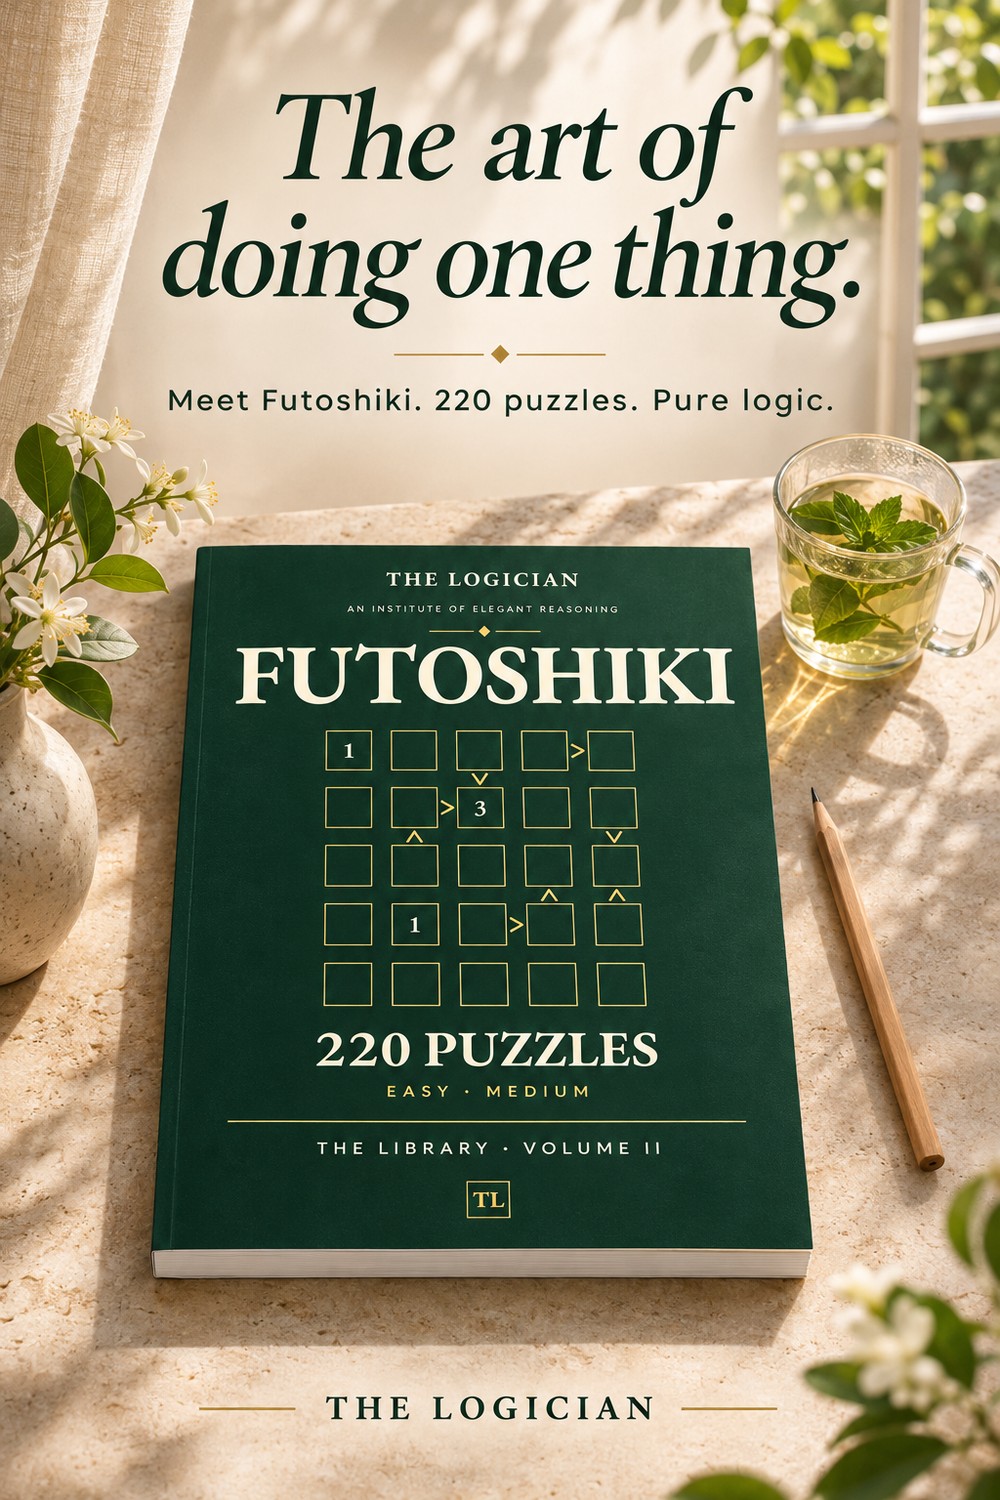 The art of
doing one thing.
Meet Futoshiki. 220 puzzles. Pure logic.
THE LOGICIAN
AN INSTITUTE OF ELEGANT REASONING
FUTOSHIKI
1 >
v
> 3
^ v
^ ^
1 >
220 PUZZLES
EASY · MEDIUM
THE LIBRARY · VOLUME II
TL
THE LOGICIAN